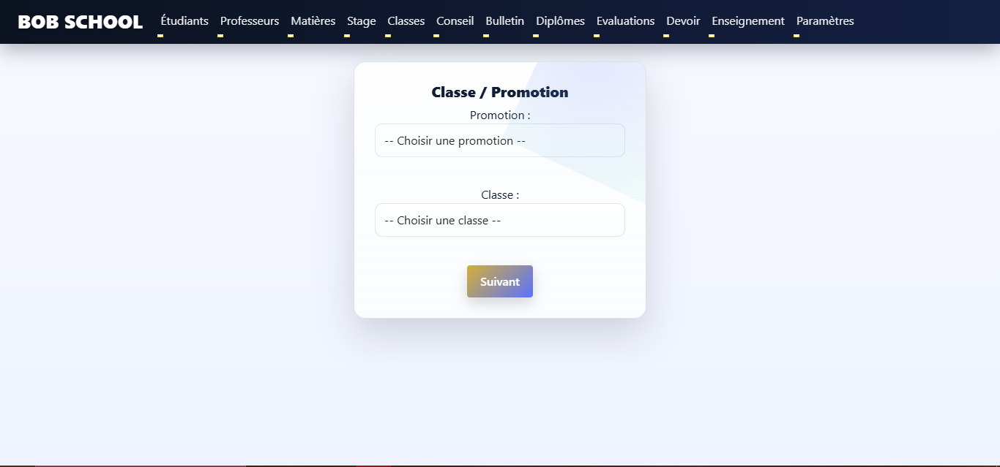 BOB SCHOOL Étudiants Professeurs Matières Stage Classes Conseil Bulletin Diplômes Evaluations Devoir Enseignement Paramètres
Classe / Promotion
Promotion :
-- Choisir une promotion --
Classe :
-- Choisir une classe --
Suivant